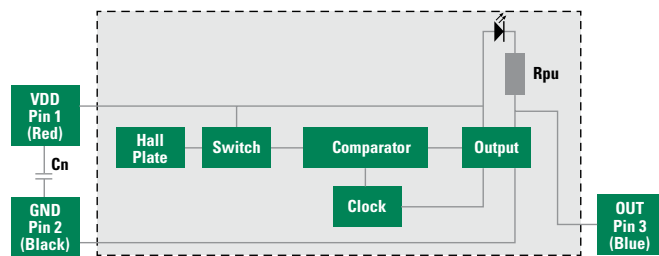 Rpu
VDD
Pin 1
(Red)
Hall
Plate
Switch
Comparator
Output
Cn
Clock
GND
Pin 2
(Black)
OUT
Pin 3
(Blue)